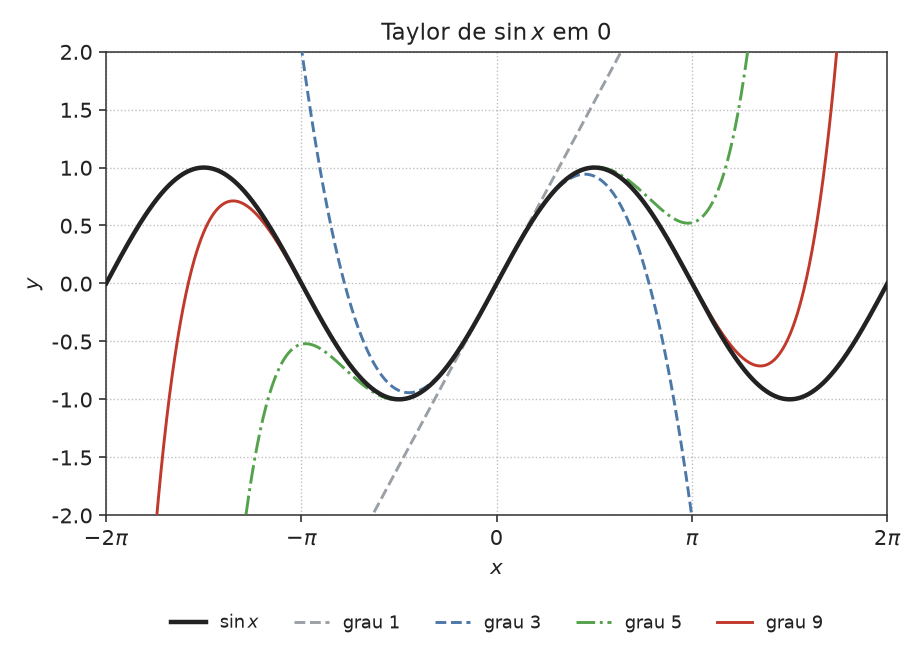 Taylor de sin x em 0
2.0
1.5
1.0
0.5
0.0
-0.5
-1.0
-1.5
-2.0
y
−2π −π 0 π 2π
x
sin x grau 1 grau 3 grau 5 grau 9